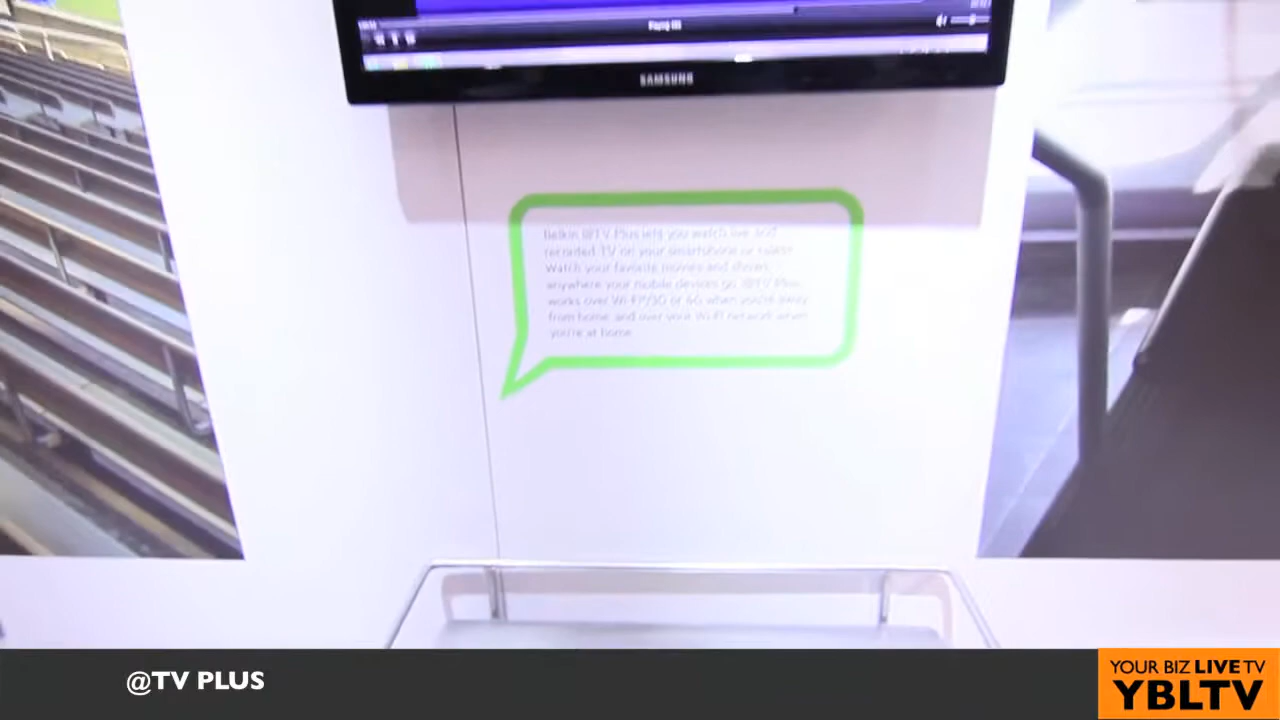 SAMSUNG
Belkin @TV Plus lets you watch live and
recorded TV on your smartphone or tablet.
Watch your favorite movies and shows
anywhere your mobile devices go. @TV Plus
works over Wi-Fi, 3G or 4G when you're away
from home, and over your Wi-Fi network when
you're at home.
@TV PLUS
YOUR BIZ LIVE TV
YBLTV